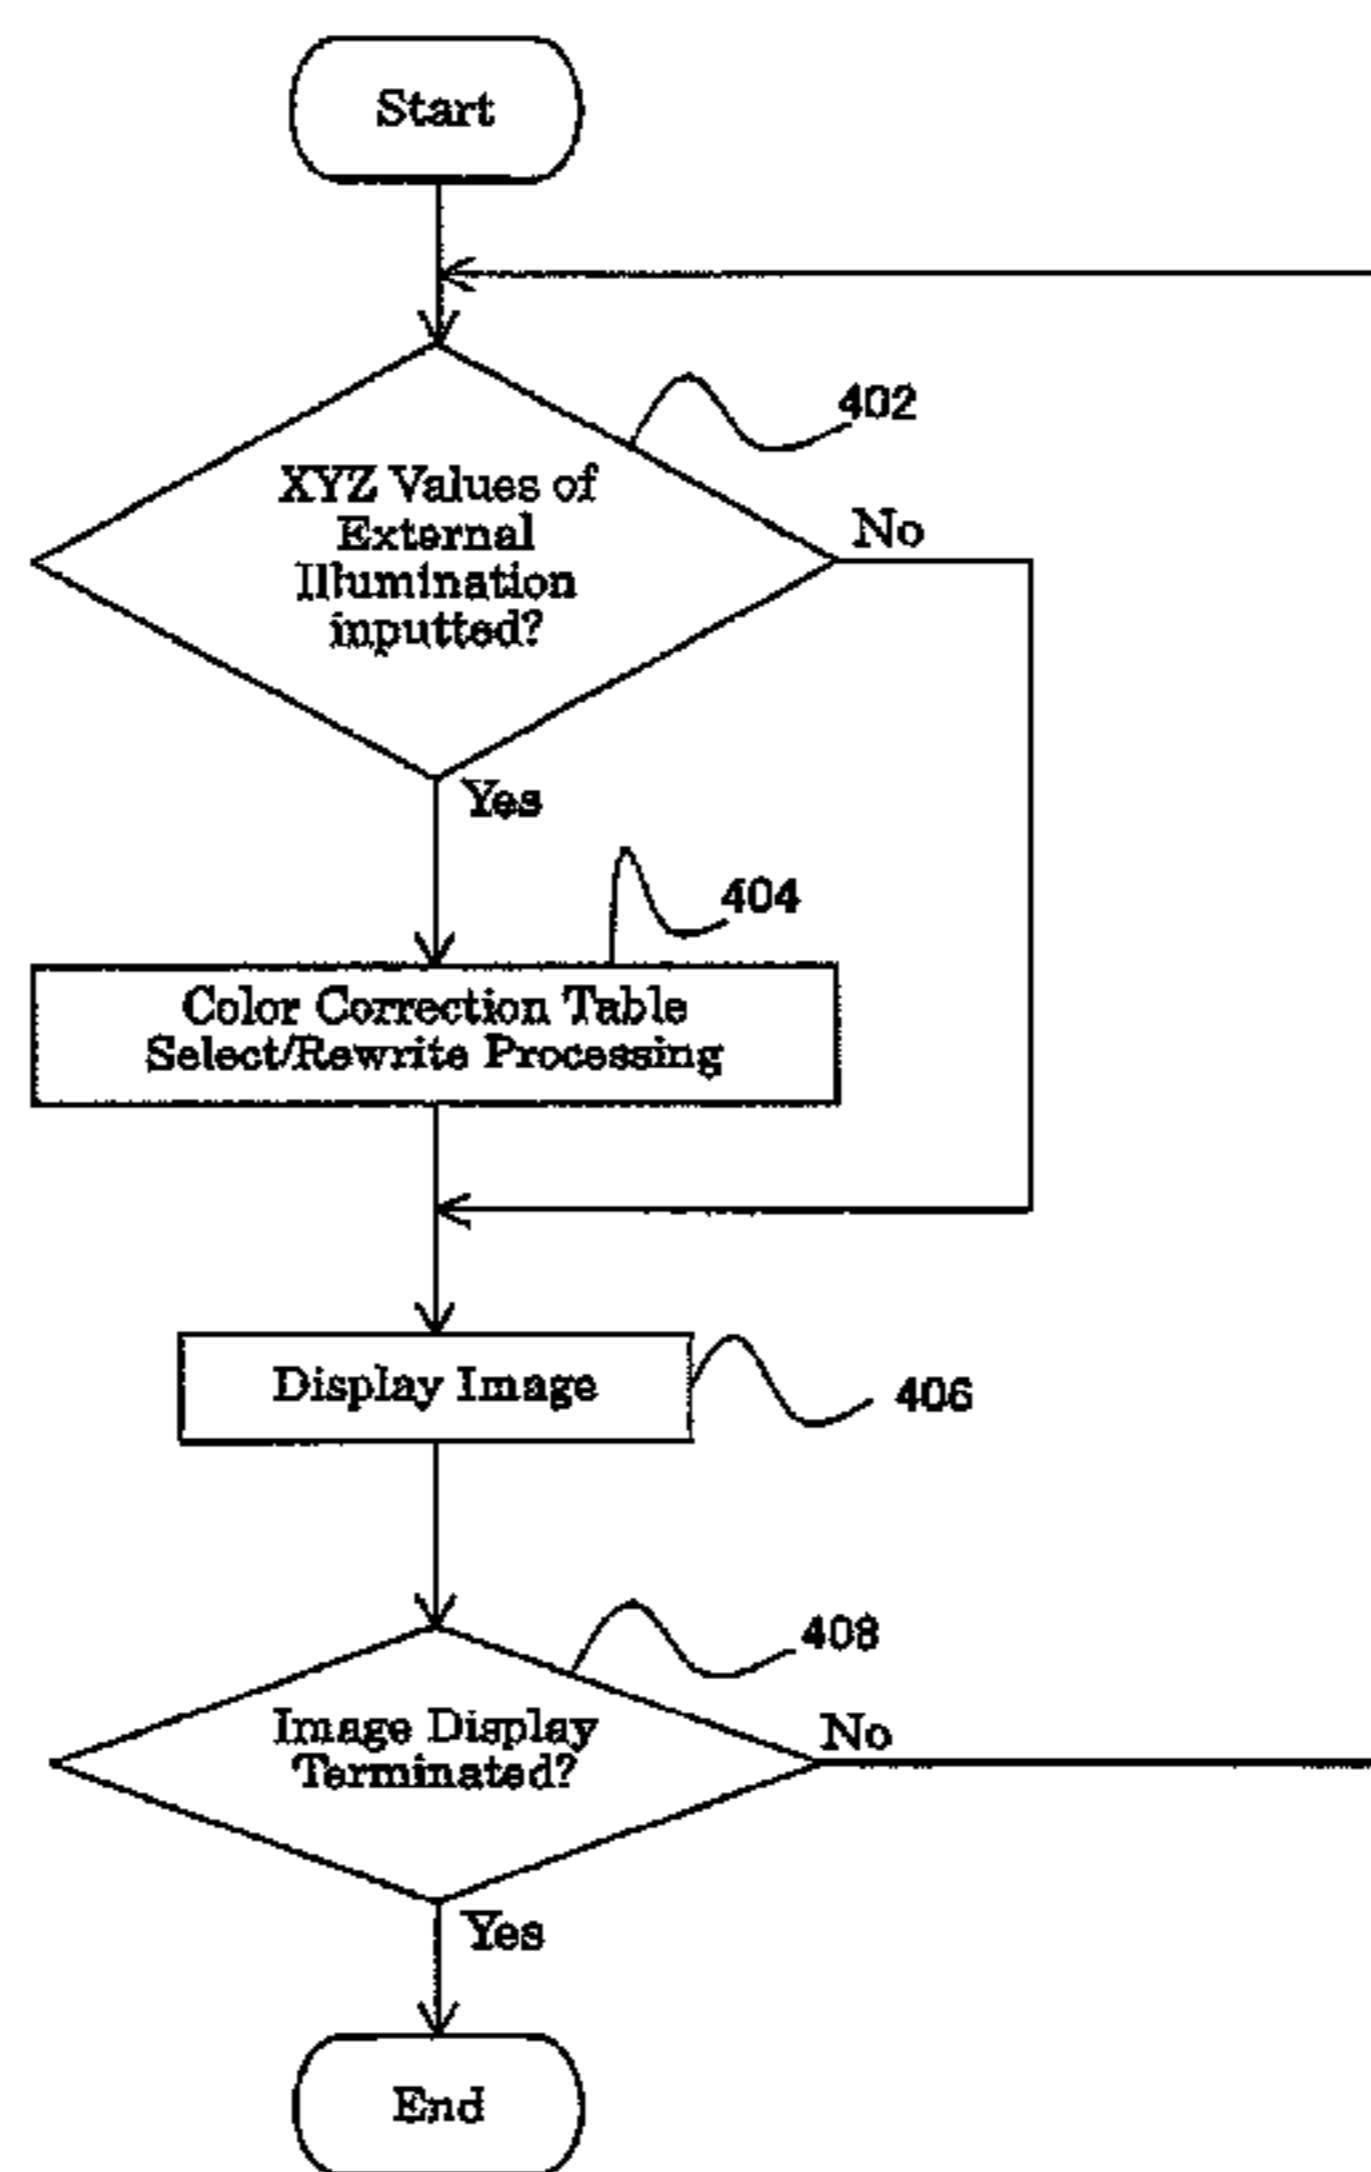 Start
402
XYZ Values of
External
Illumination
inputted?
No
Yes
404
Color Correction Table
Select/Rewrite Processing
Display Image
406
408
Image Display
Terminated?
No
Yes
End